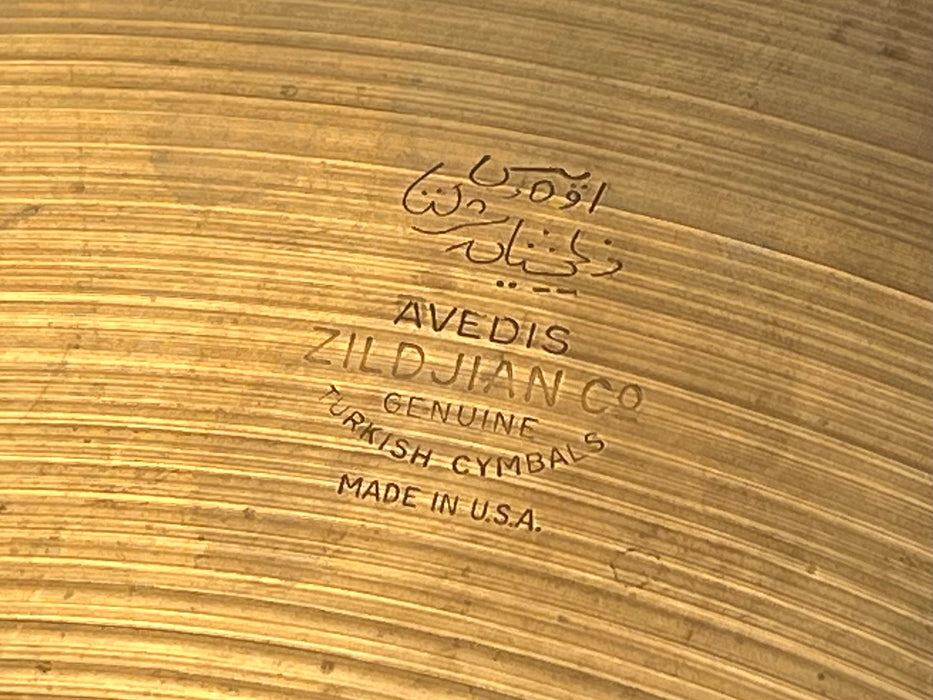 AVEDIS
ZILDJIAN CO
GENUINE
TURKISH CYMBALS
MADE IN U.S.A.